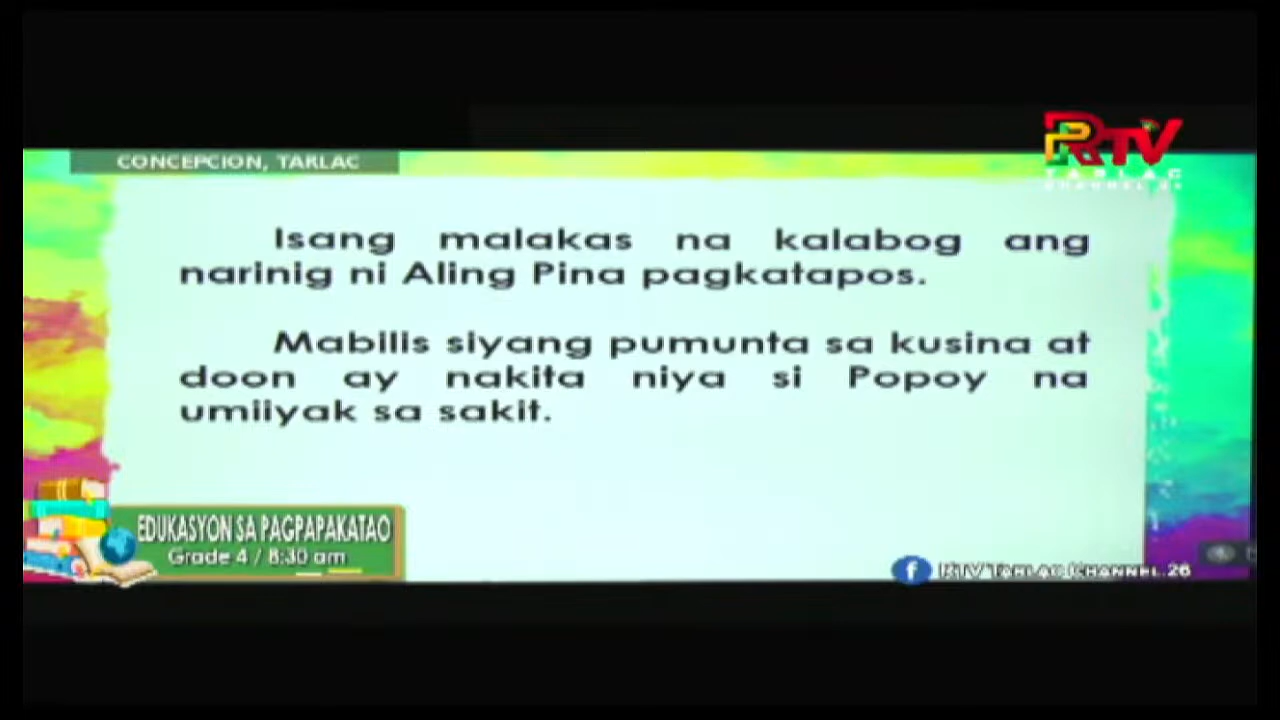 CONCEPCION, TARLAC
RTV
TARLAC
CHANNEL 26
Isang malakas na kalabog ang
narinig ni Aling Pina pagkatapos.
Mabilis siyang pumunta sa kusina at
doon ay nakita niya si Popoy na
umiiyak sa sakit.
EDUKASYON SA PAGPAPAKATAO
Grade 4 / 8:30 am
f RTV TARLAC CHANNEL 26